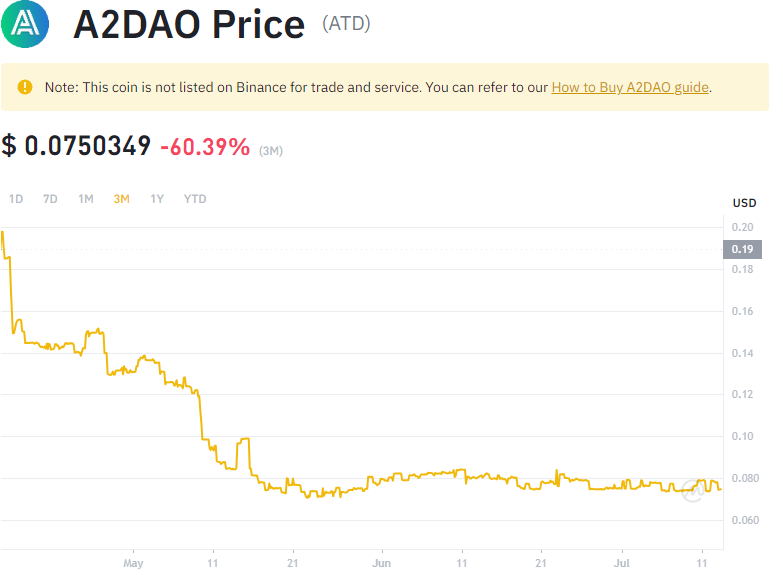 A2DAO Price (ATD)
Note: This coin is not listed on Binance for trade and service. You can refer to our How to Buy A2DAO guide.
$ 0.0750349 -60.39% (3M)
1D 7D 1M 3M 1Y YTD
USD
0.20
0.19
0.18
0.16
0.14
0.12
0.10
0.080
0.060
May 11 21 Jun 11 21 Jul 11